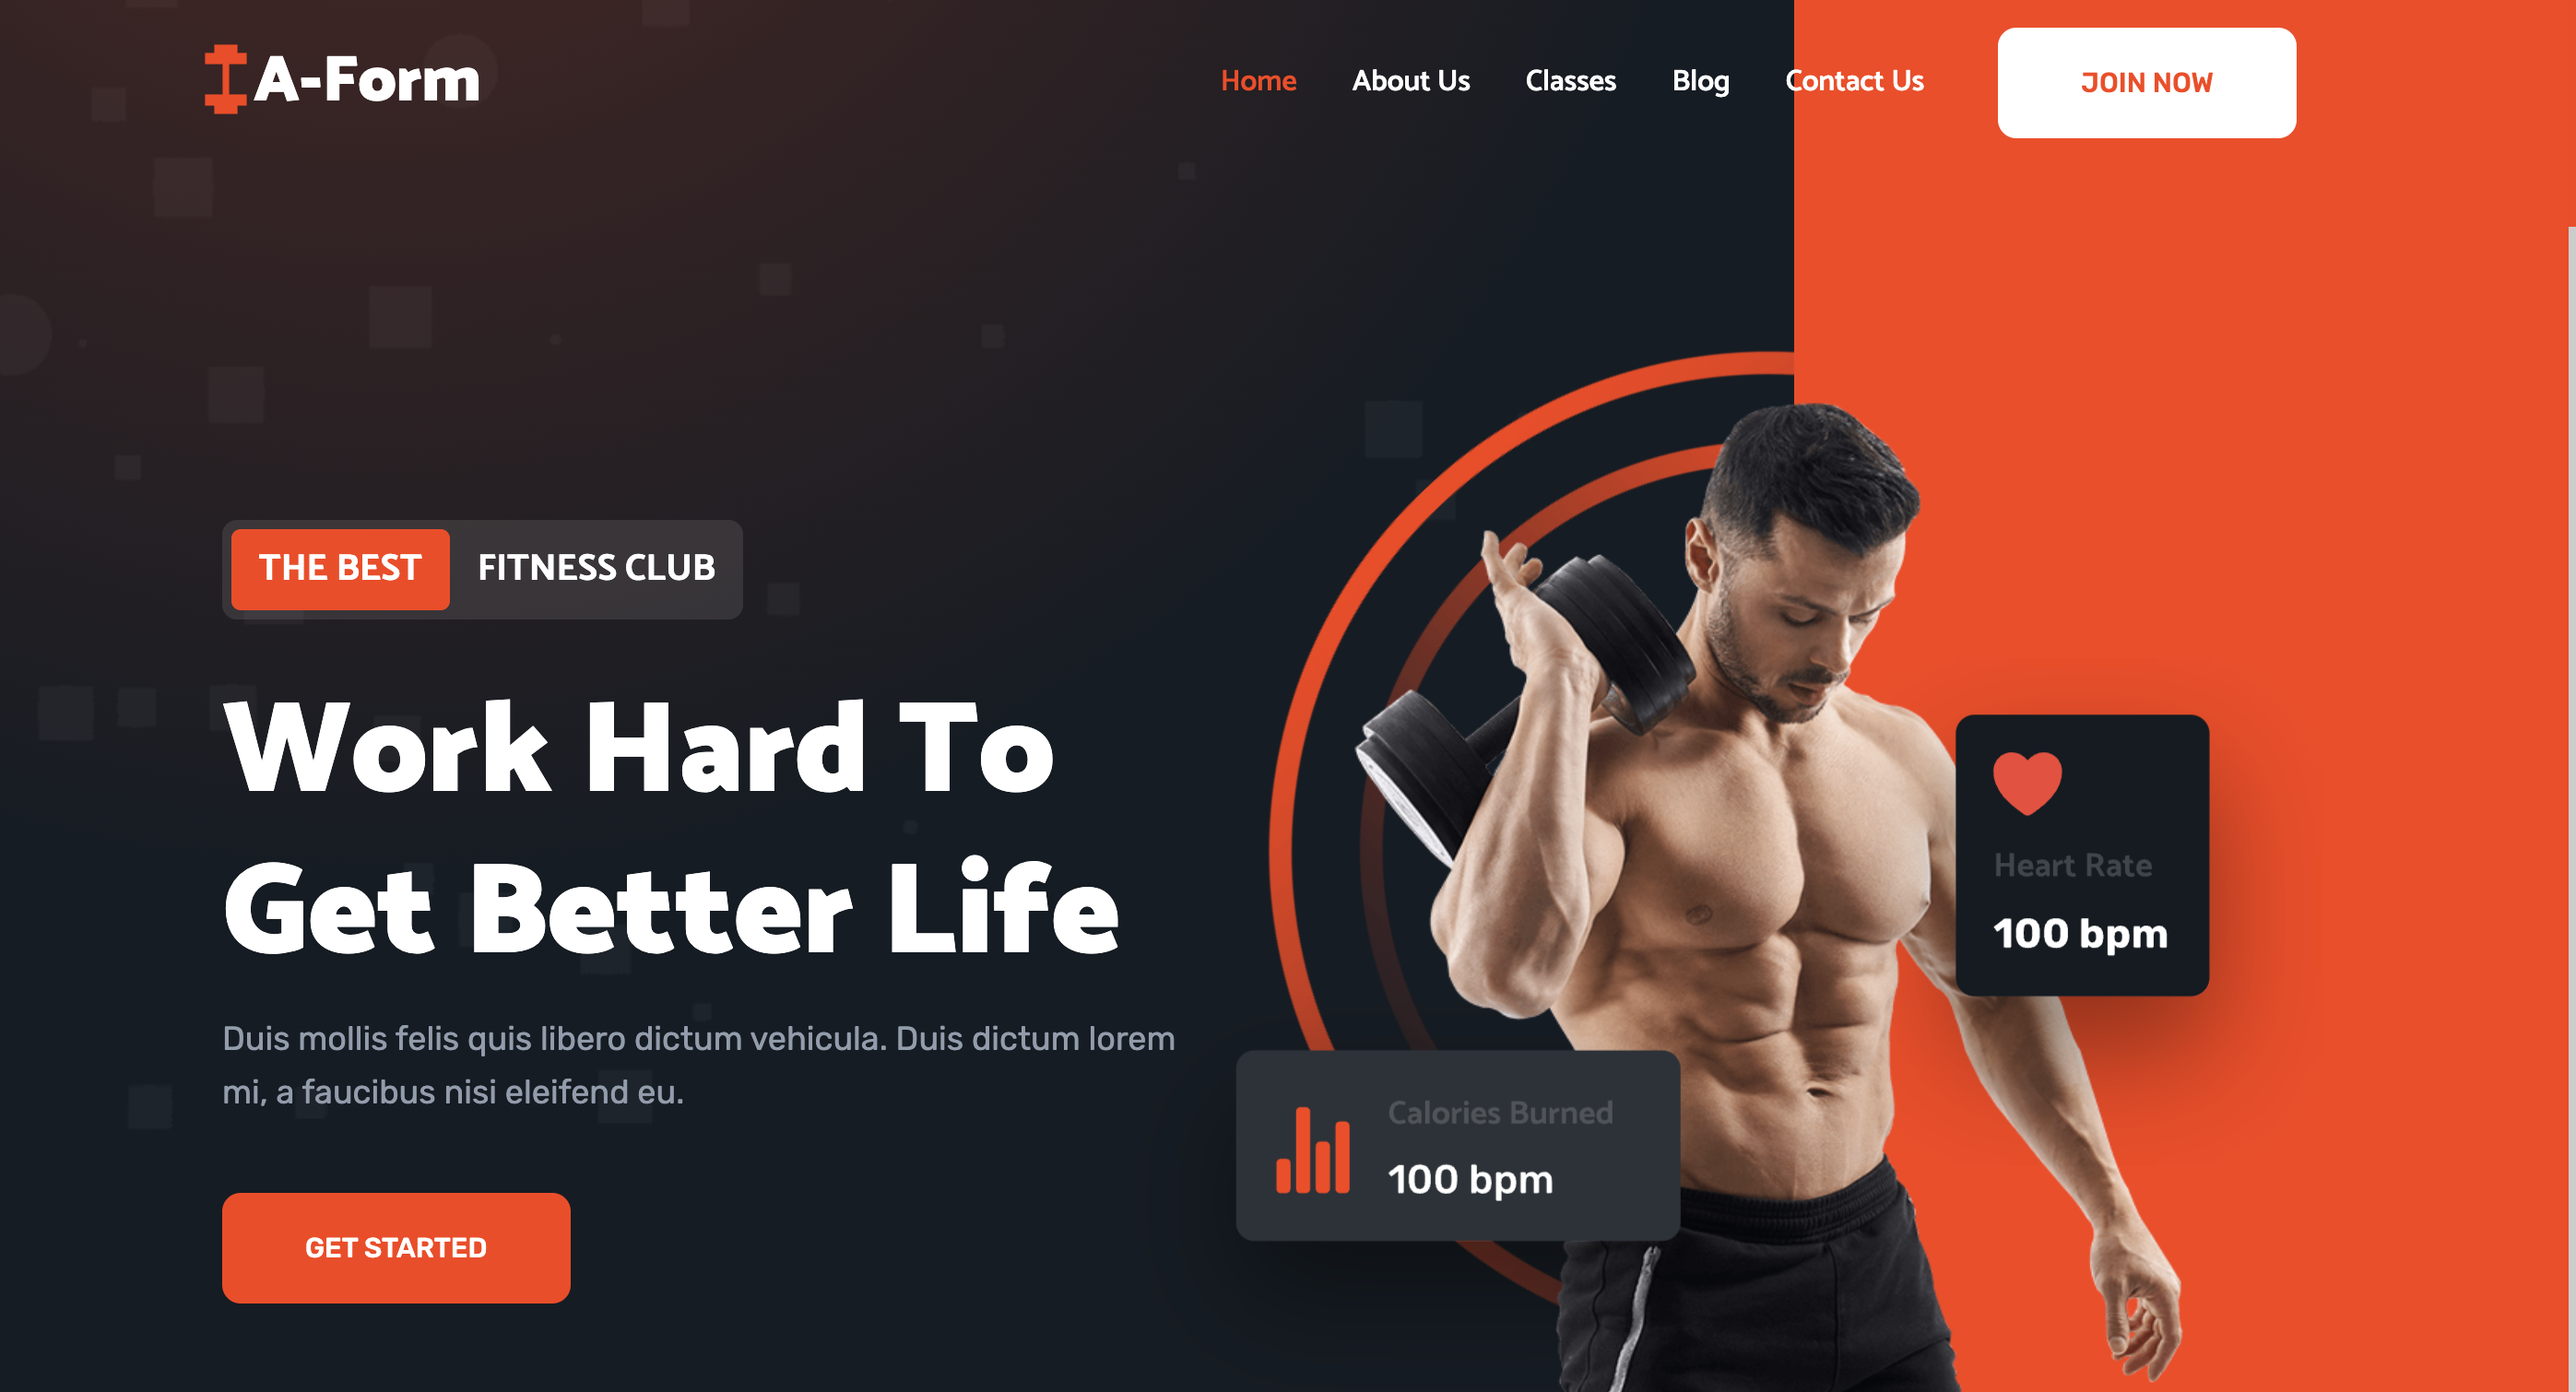 A-Form
Home
About Us
Classes
Blog
Contact Us
JOIN NOW
THE BEST FITNESS CLUB
Work Hard To
Get Better Life
Duis mollis felis quis libero dictum vehicula. Duis dictum lorem
mi, a faucibus nisi eleifend eu.
GET STARTED
Heart Rate
100 bpm
Calories Burned
100 bpm